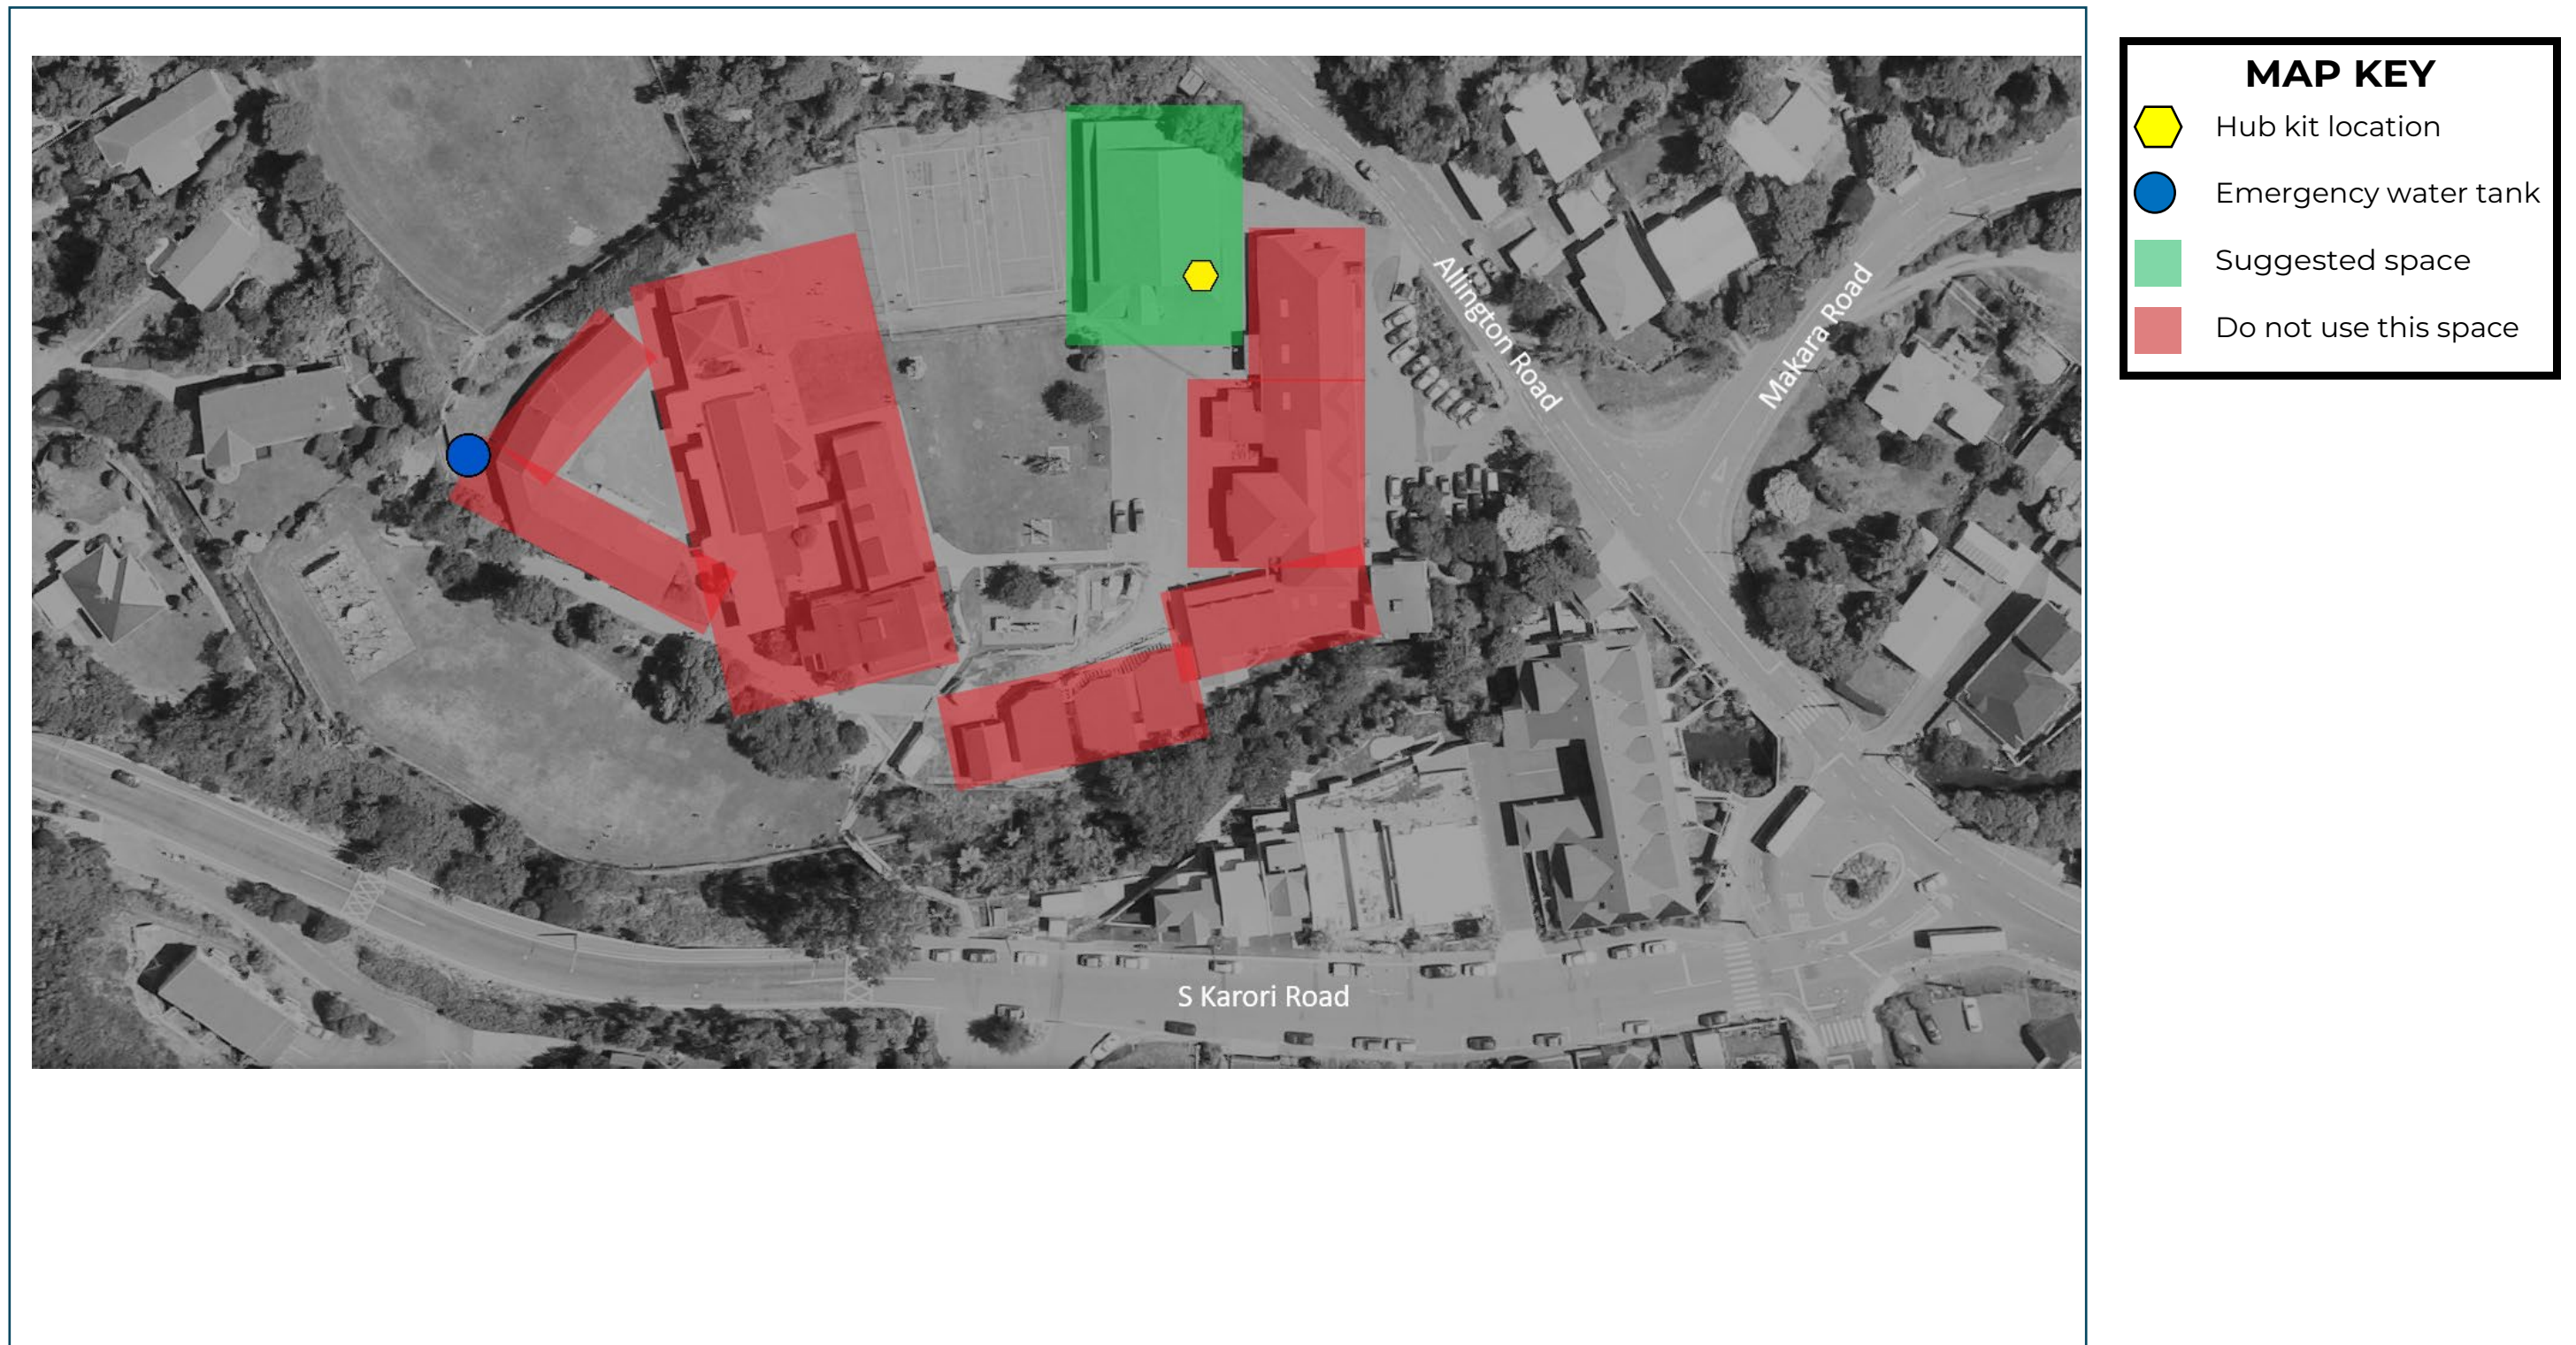 MAP KEY
Hub kit location
Emergency water tank
Suggested space
Do not use this space
Allington Road
Makara Road
S Karori Road